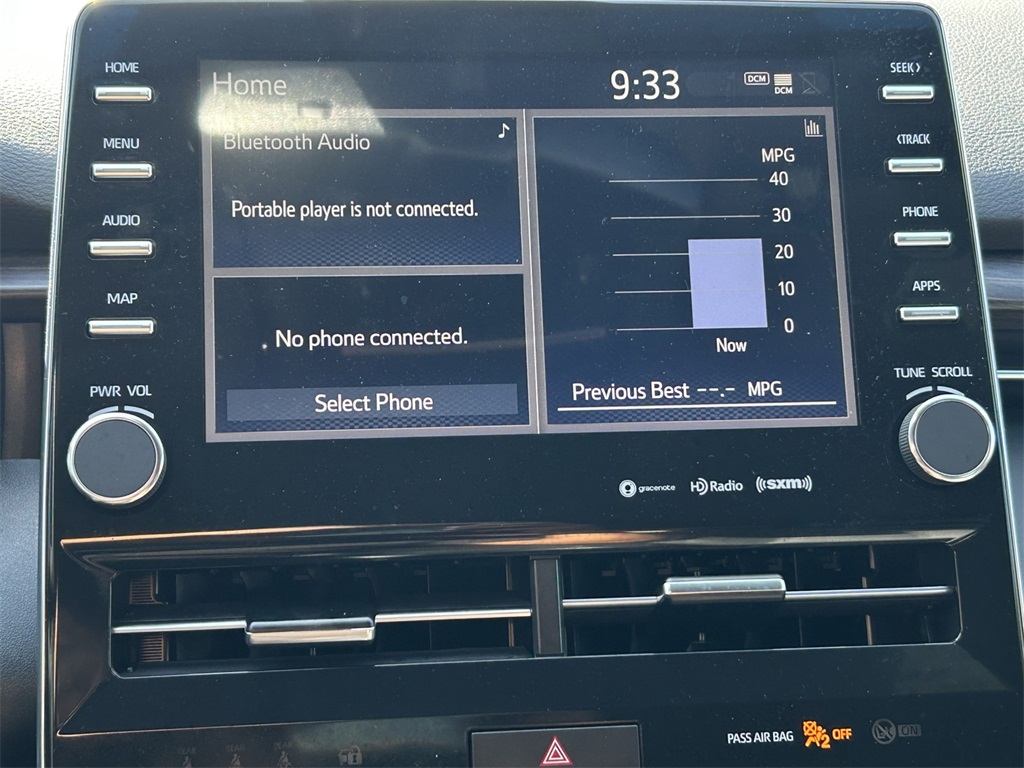 HOME
MENU
AUDIO
MAP
PWR VOL
Home
9:33
DCM
DCM
Bluetooth Audio
Portable player is not connected.
No phone connected.
Select Phone
MPG
40
30
20
10
0
Now
Previous Best --.- MPG
SEEK›
‹TRACK
PHONE
APPS
TUNE SCROLL
gracenote
HD Radio
((sxm))
PASS AIR BAG
2 OFF
ON